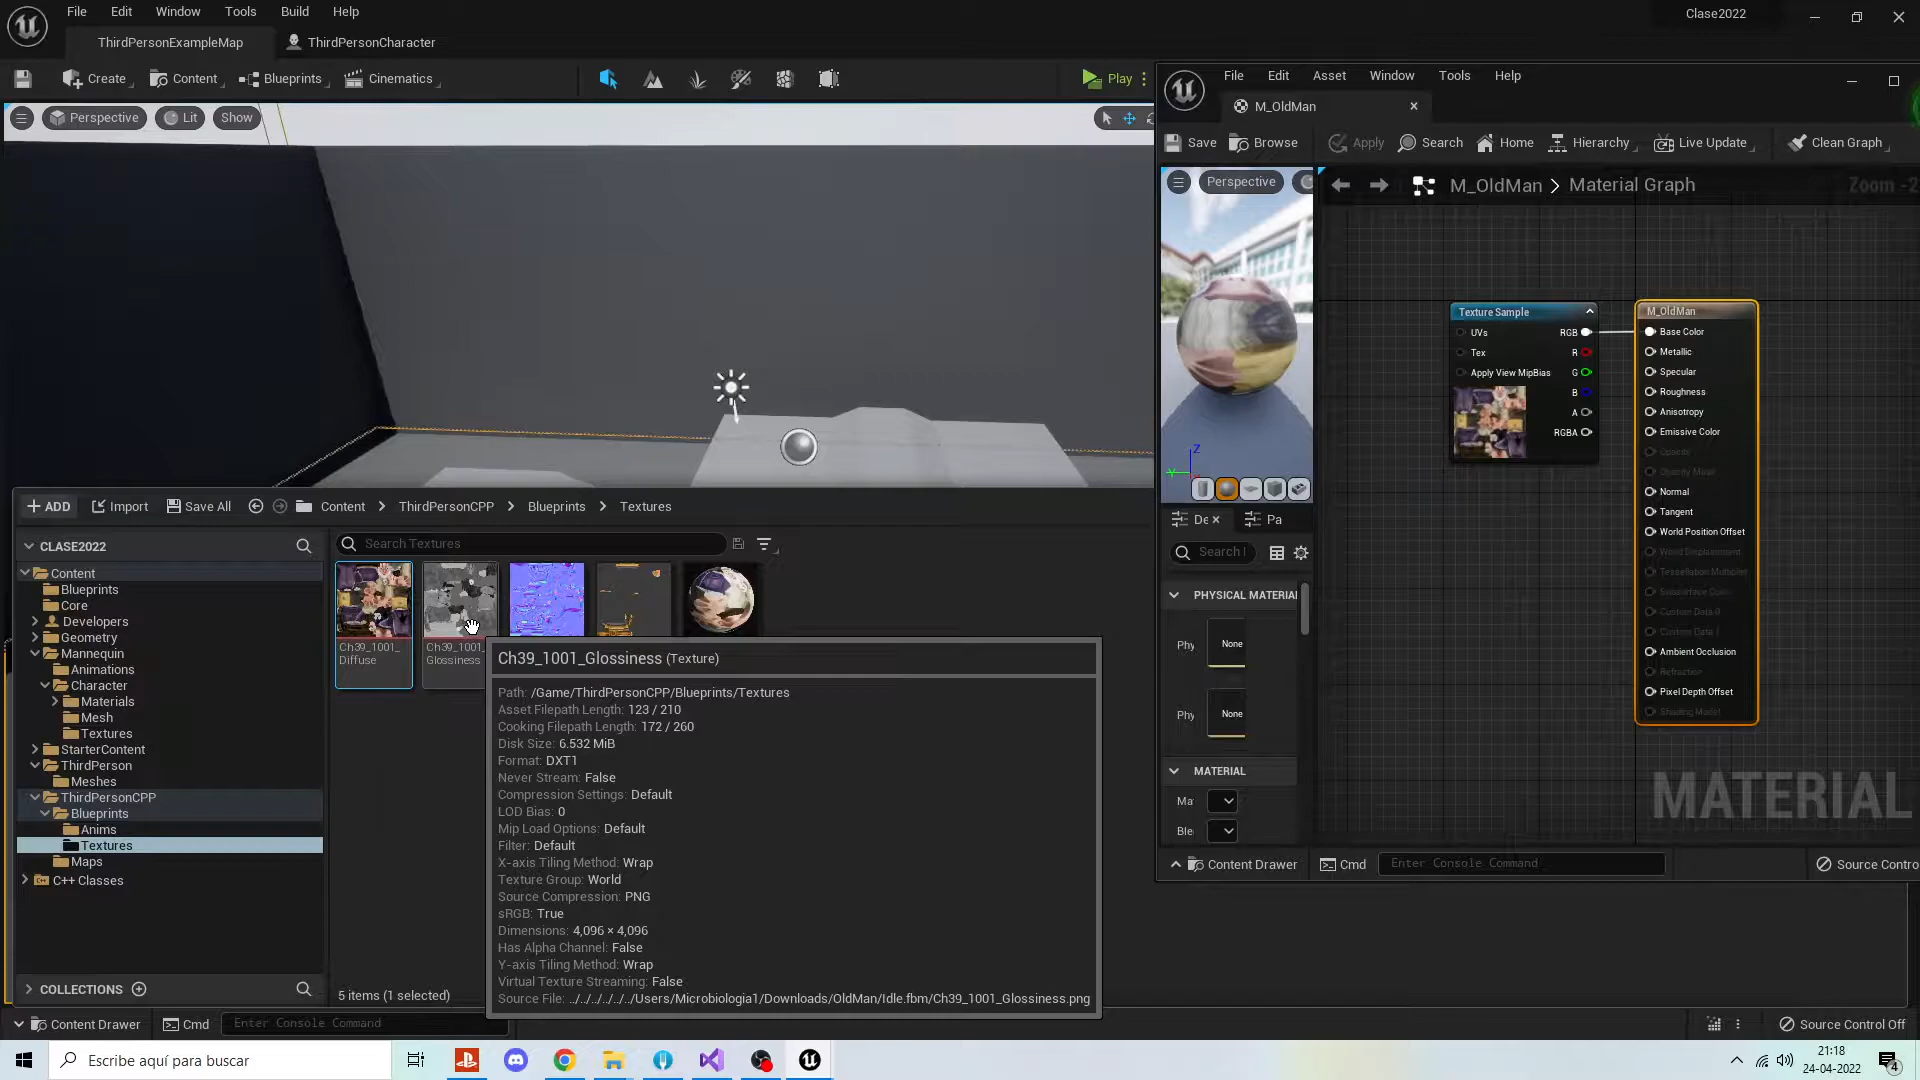 File Edit Window Tools Build Help
Clase2022
ThirdPersonExampleMap
ThirdPersonCharacter
Create
Content
Blueprints
Cinematics
Play
Perspective
Lit
Show
File Edit Asset Window Tools Help
M_OldMan
Save
Browse
Apply
Search
Home
Hierarchy
Live Update
Clean Graph
Perspective
M_OldMan > Material Graph
Zoom -2
Texture Sample
UVs
RGB
Tex
R
Apply View MipBias
G
B
A
RGBA
M_OldMan
Base Color
Metallic
Specular
Roughness
Anisotropy
Emissive Color
Opacity
Opacity Mask
Normal
Tangent
World Position Offset
World Displacement
Tessellation Multiplier
Subsurface Color
Custom Data 0
Custom Data 1
Ambient Occlusion
Refraction
Pixel Depth Offset
Shading Model
MATERIAL
Z
Y
De
Pa
Search
PHYSICAL MATERIA
Phy
None
Phy
None
MATERIAL
Ma
Ble
Content Drawer
Cmd
Enter Console Command
Source Contro
ADD
Import
Save All
Content > ThirdPersonCPP > Blueprints > Textures
CLASE2022
Search Textures
Content
Blueprints
Core
Developers
Geometry
Mannequin
Animations
Character
Materials
Mesh
Textures
StarterContent
ThirdPerson
Meshes
ThirdPersonCPP
Blueprints
Anims
Textures
Maps
C++ Classes
COLLECTIONS
Ch39_1001_
Diffuse
Ch39_1001_
Glossiness
Ch39_1001_Glossiness (Texture)
Path: /Game/ThirdPersonCPP/Blueprints/Textures
Asset Filepath Length: 123 / 210
Cooking Filepath Length: 172 / 260
Disk Size: 6.532 MiB
Format: DXT1
Never Stream: False
Compression Settings: Default
LOD Bias: 0
Mip Load Options: Default
Filter: Default
X-axis Tiling Method: Wrap
Texture Group: World
Source Compression: PNG
sRGB: True
Dimensions: 4,096 × 4,096
Has Alpha Channel: False
Y-axis Tiling Method: Wrap
Virtual Texture Streaming: False
Source File: ../../../../../../Users/Microbiologia1/Downloads/OldMan/Idle.fbm/Ch39_1001_Glossiness.png
5 items (1 selected)
Content Drawer
Cmd
Enter Console Command
Source Control Off
Escribe aquí para buscar
21:18
24-04-2022
4